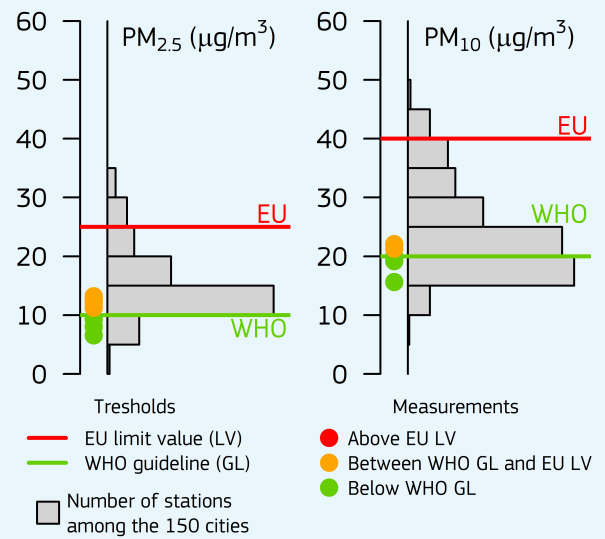 PM2.5 (μg/m3)
60
50
40
30
20
10
0
EU
WHO
PM10 (μg/m3)
60
50
40
30
20
10
0
EU
WHO
Tresholds
EU limit value (LV)
WHO guideline (GL)
Number of stations
among the 150 cities
Measurements
Above EU LV
Between WHO GL and EU LV
Below WHO GL